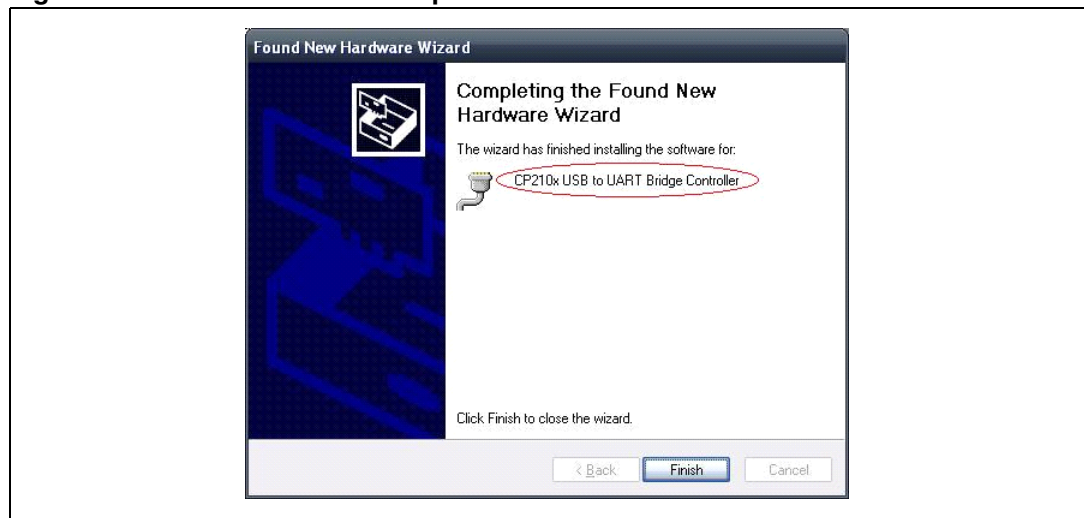 Found New Hardware Wizard
Completing the Found New
Hardware Wizard
The wizard has finished installing the software for:
CP210x USB to UART Bridge Controller
Click Finish to close the wizard.
< Back
Finish
Cancel